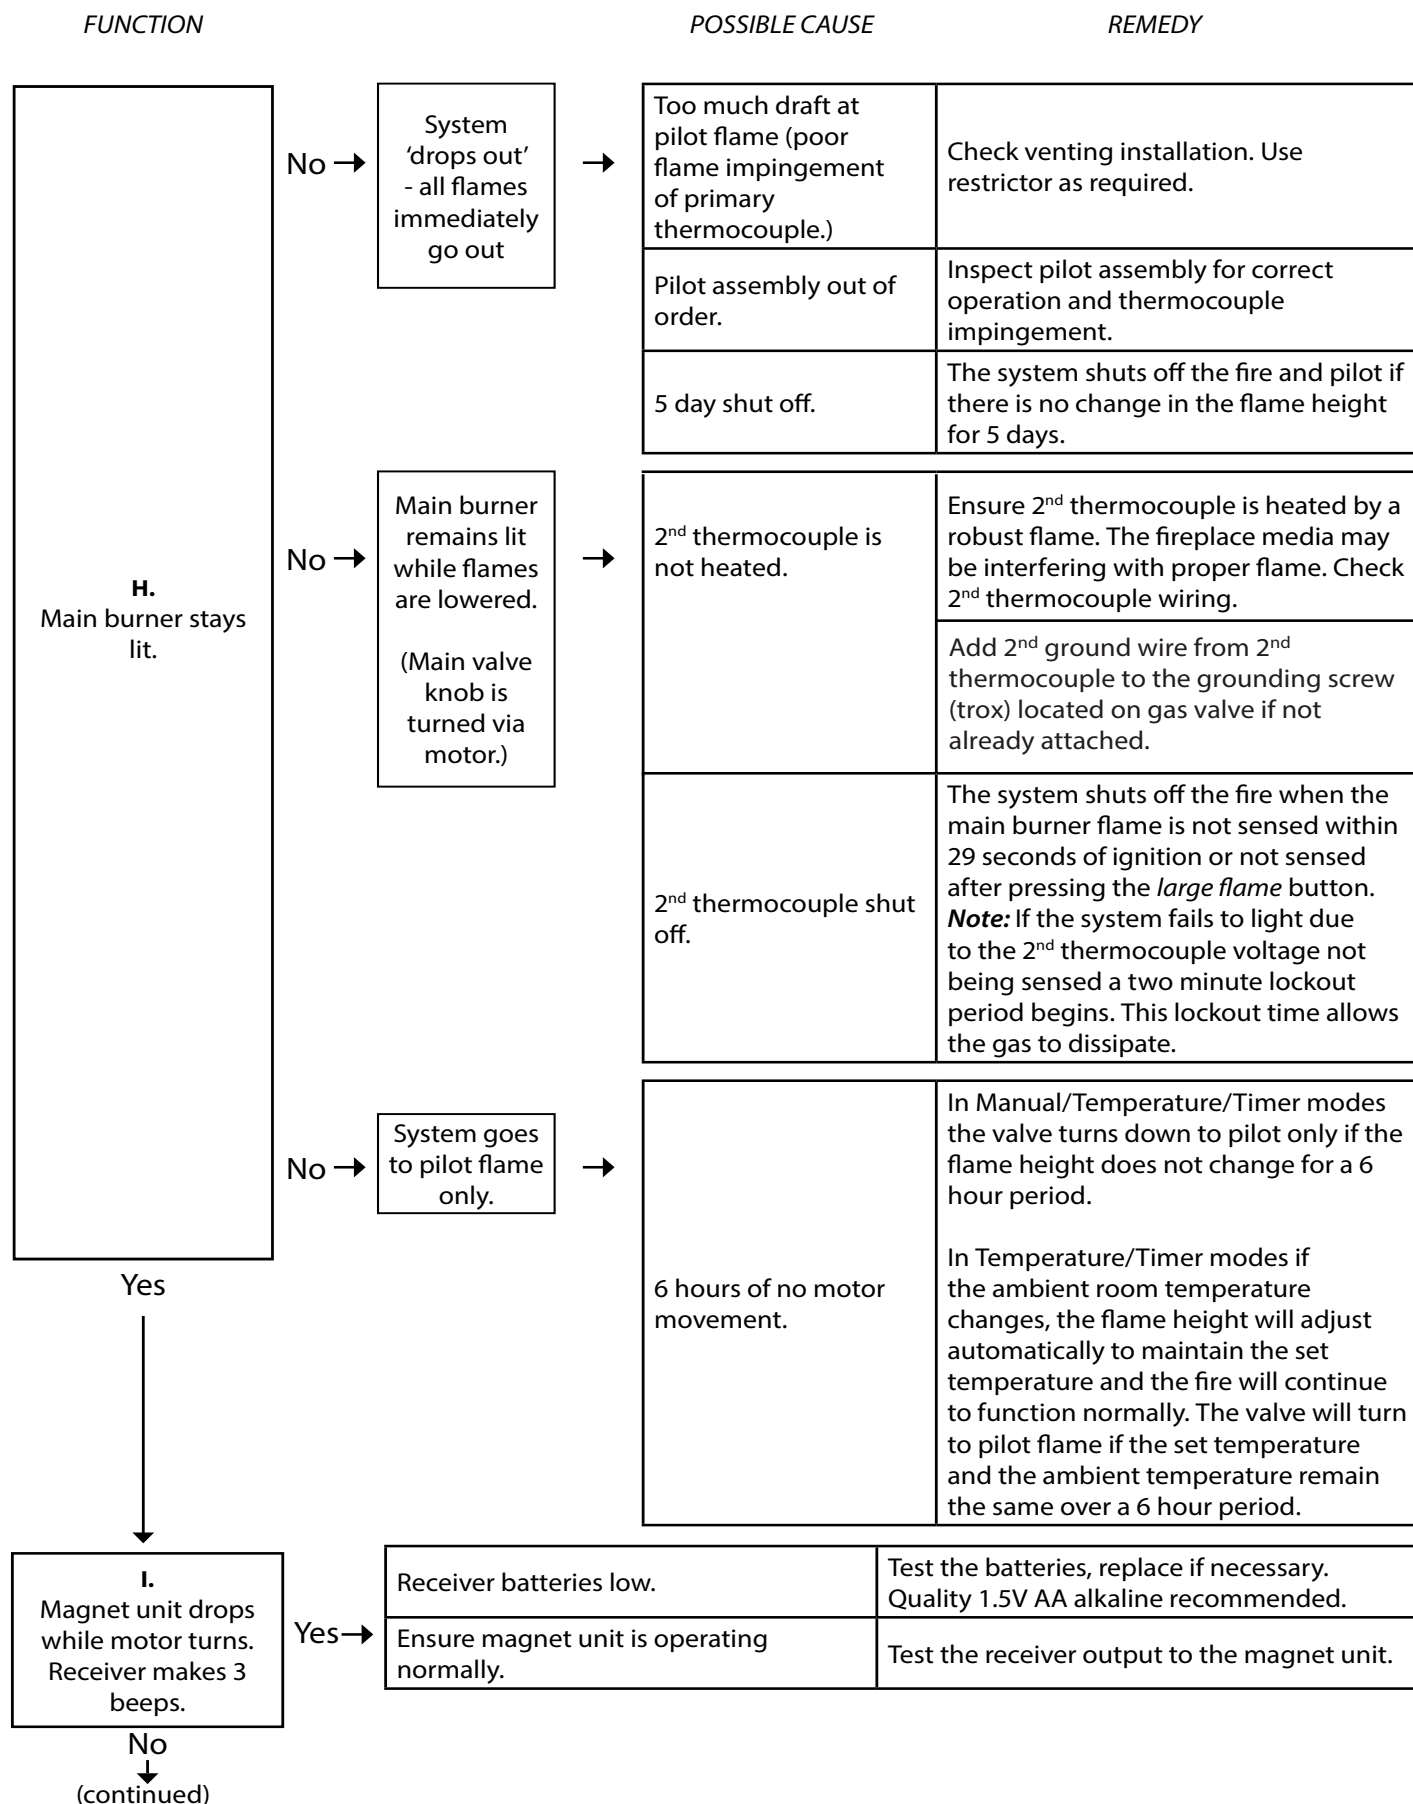 FUNCTION
POSSIBLE CAUSE
REMEDY
H.
Main burner stays
lit.
No
System
‘drops out’
- all flames
immediately
go out
Too much draft at
pilot flame (poor
flame impingement
of primary
thermocouple.)
Check venting installation. Use
restrictor as required.
Pilot assembly out of
order.
Inspect pilot assembly for correct
operation and thermocouple
impingement.
5 day shut off.
The system shuts off the fire and pilot if
there is no change in the flame height
for 5 days.
No
Main burner
remains lit
while flames
are lowered.
(Main valve
knob is
turned via
motor.)
2nd thermocouple is
not heated.
Ensure 2nd thermocouple is heated by a
robust flame. The fireplace media may
be interfering with proper flame. Check
2nd thermocouple wiring.
Add 2nd ground wire from 2nd
thermocouple to the grounding screw
(trox) located on gas valve if not
already attached.
2nd thermocouple shut
off.
The system shuts off the fire when the
main burner flame is not sensed within
29 seconds of ignition or not sensed
after pressing the large flame button.
Note: If the system fails to light due
to the 2nd thermocouple voltage not
being sensed a two minute lockout
period begins. This lockout time allows
the gas to dissipate.
No
System goes
to pilot flame
only.
6 hours of no motor
movement.
In Manual/Temperature/Timer modes
the valve turns down to pilot only if the
flame height does not change for a 6
hour period.
In Temperature/Timer modes if
the ambient room temperature
changes, the flame height will adjust
automatically to maintain the set
temperature and the fire will continue
to function normally. The valve will turn
to pilot flame if the set temperature
and the ambient temperature remain
the same over a 6 hour period.
Yes
I.
Magnet unit drops
while motor turns.
Receiver makes 3
beeps.
Yes
Receiver batteries low.
Test the batteries, replace if necessary.
Quality 1.5V AA alkaline recommended.
Ensure magnet unit is operating
normally.
Test the receiver output to the magnet unit.
No
(continued)